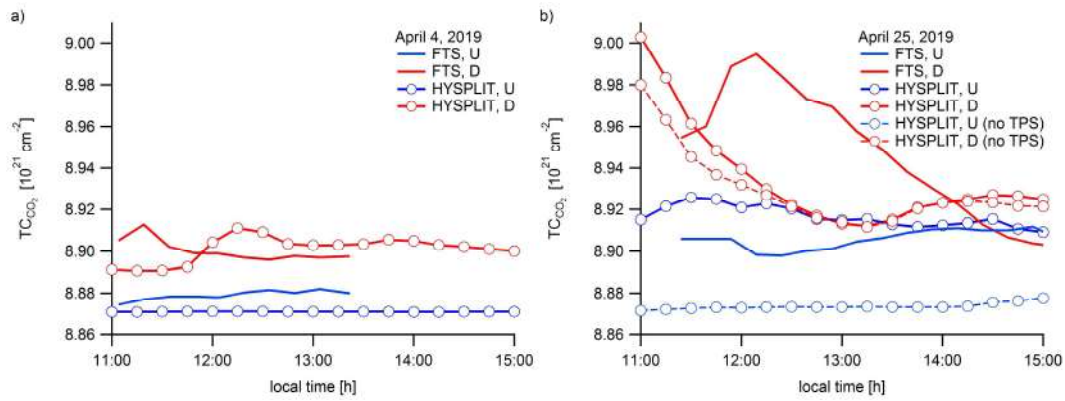 a)
April 4, 2019
FTS, U
FTS, D
HYSPLIT, U
HYSPLIT, D
TC_CO₂ [10²¹ cm⁻²]
9.00
8.98
8.96
8.94
8.92
8.90
8.88
8.86
11:00 12:00 13:00 14:00 15:00
local time [h]
b)
April 25, 2019
FTS, U
FTS, D
HYSPLIT, U
HYSPLIT, D
HYSPLIT, U (no TPS)
HYSPLIT, D (no TPS)
TC_CO₂ [10²¹ cm⁻²]
9.00
8.98
8.96
8.94
8.92
8.90
8.88
8.86
11:00 12:00 13:00 14:00 15:00
local time [h]